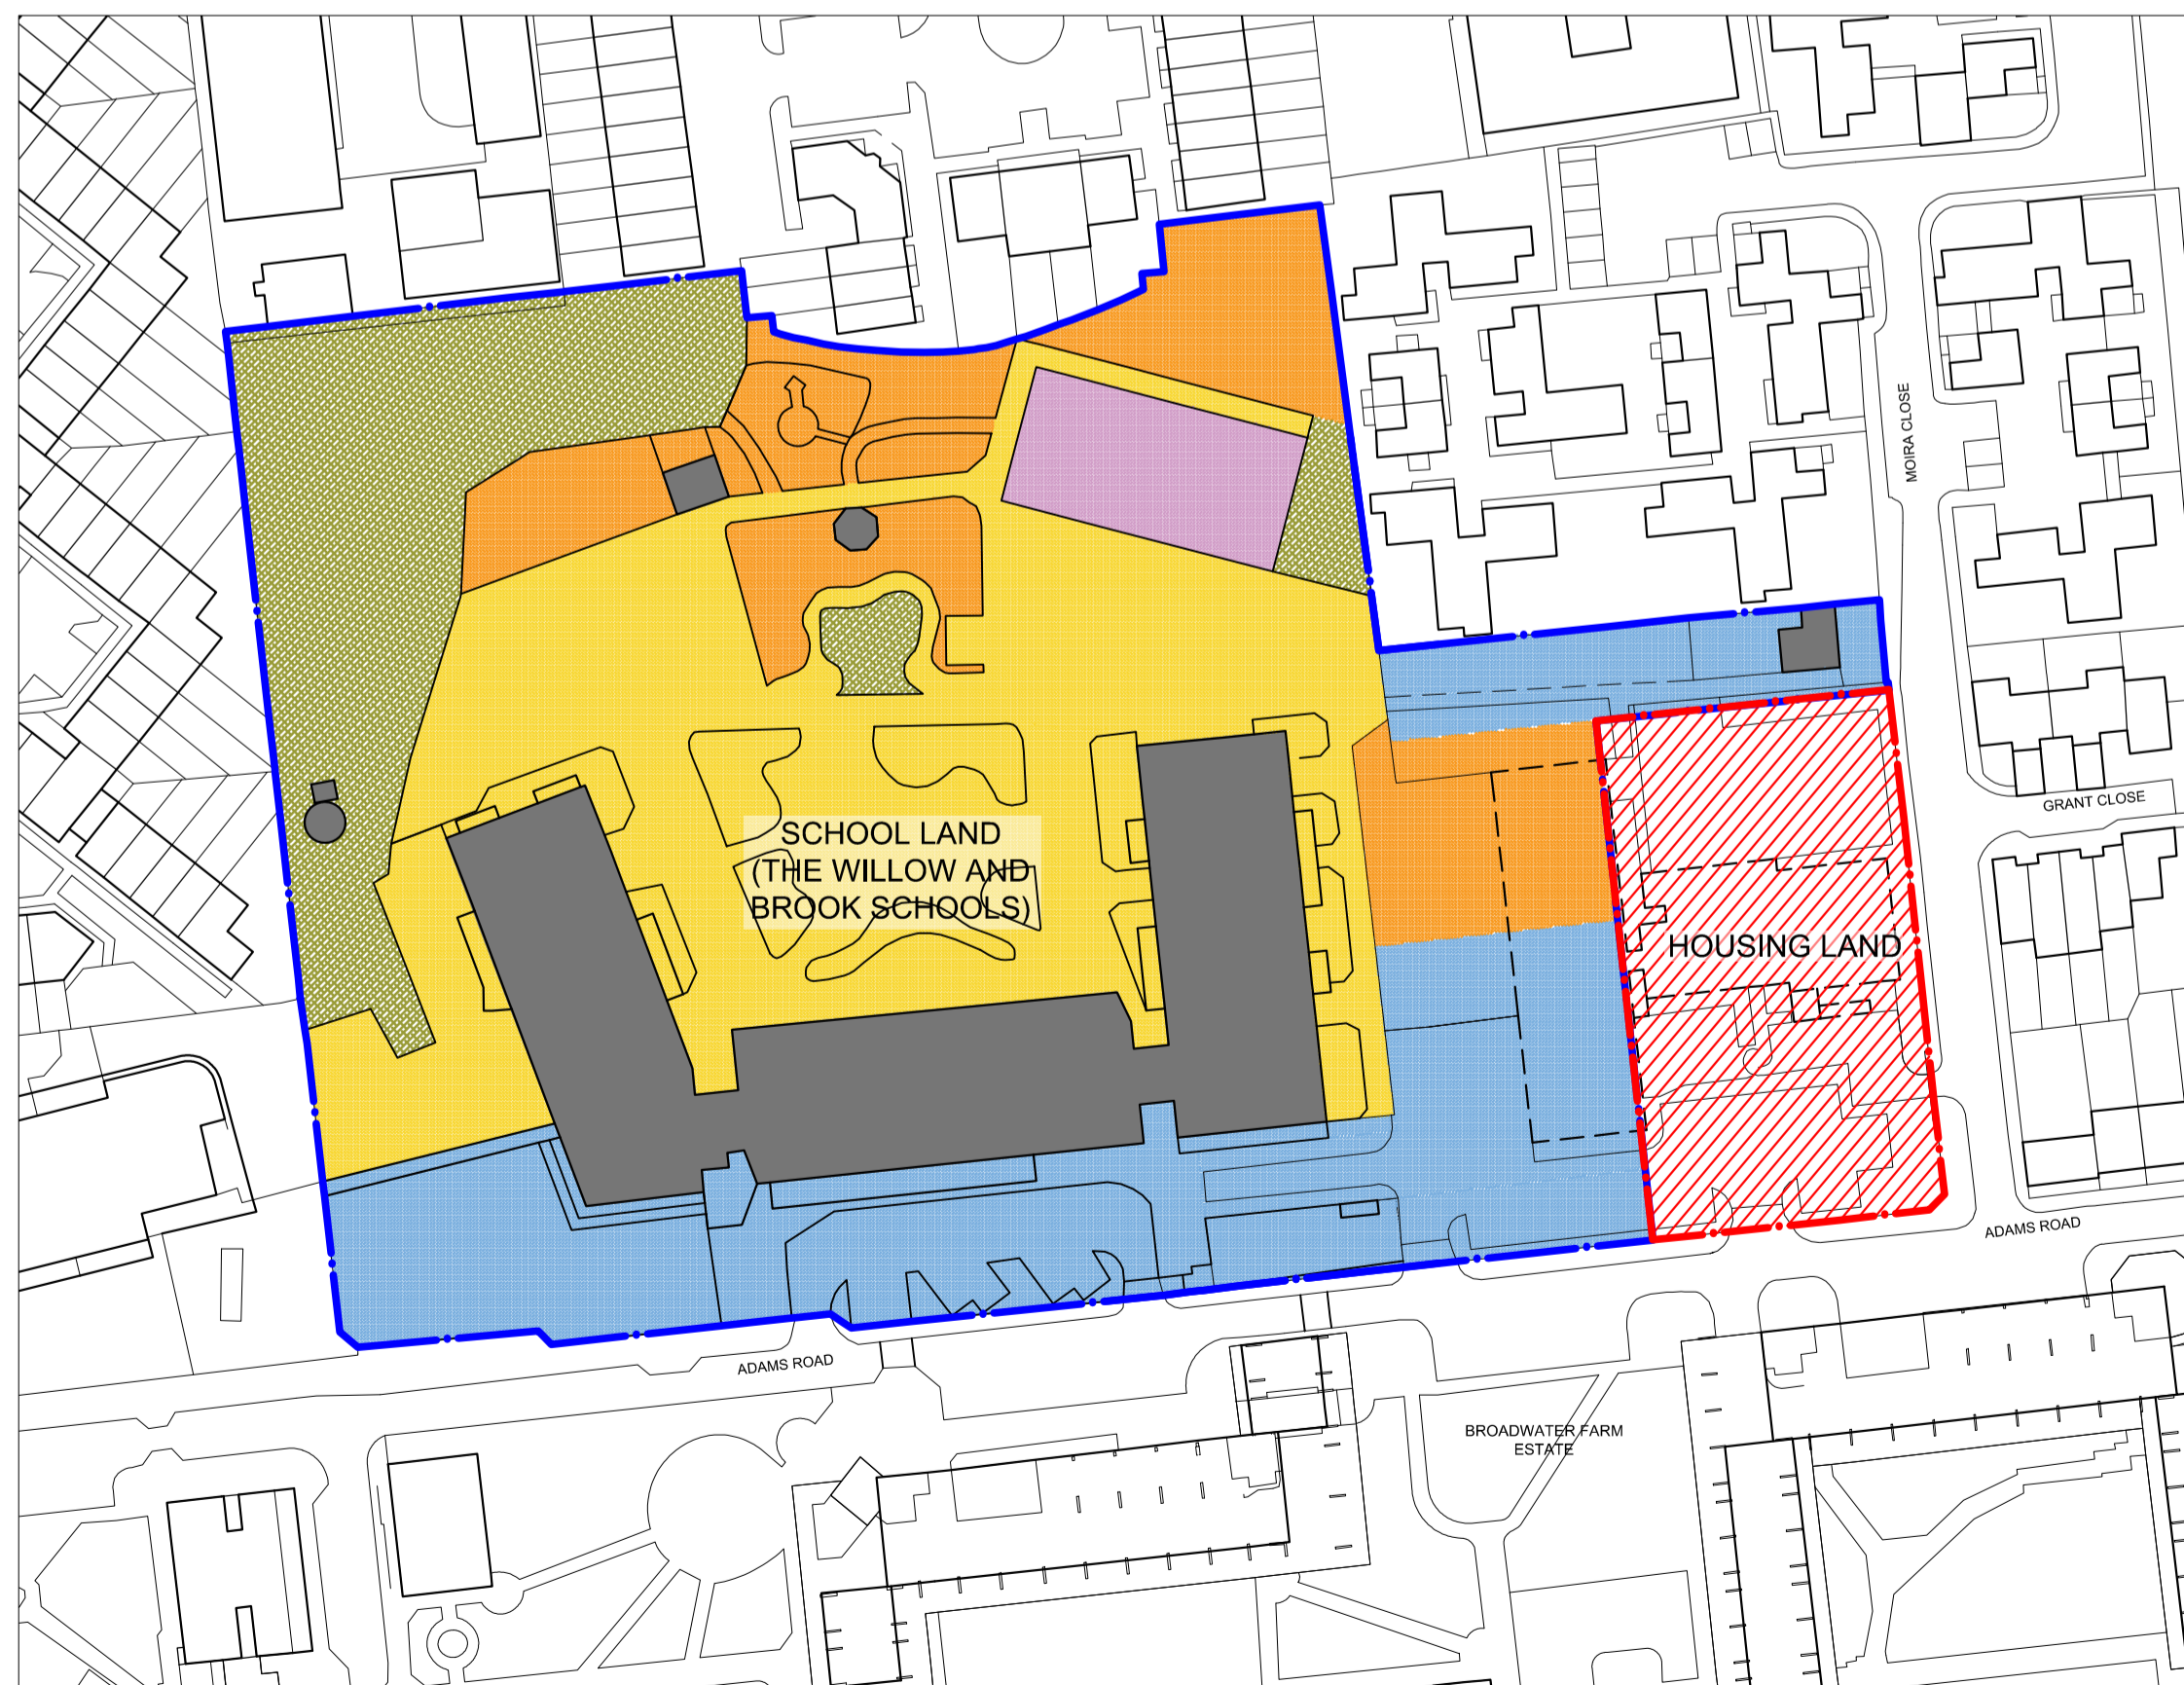 MOIRA CLOSE
GRANT CLOSE
SCHOOL LAND
(THE WILLOW AND
BROOK SCHOOLS)
HOUSING LAND
ADAMS ROAD
ADAMS ROAD
BROADWATER FARM
ESTATE